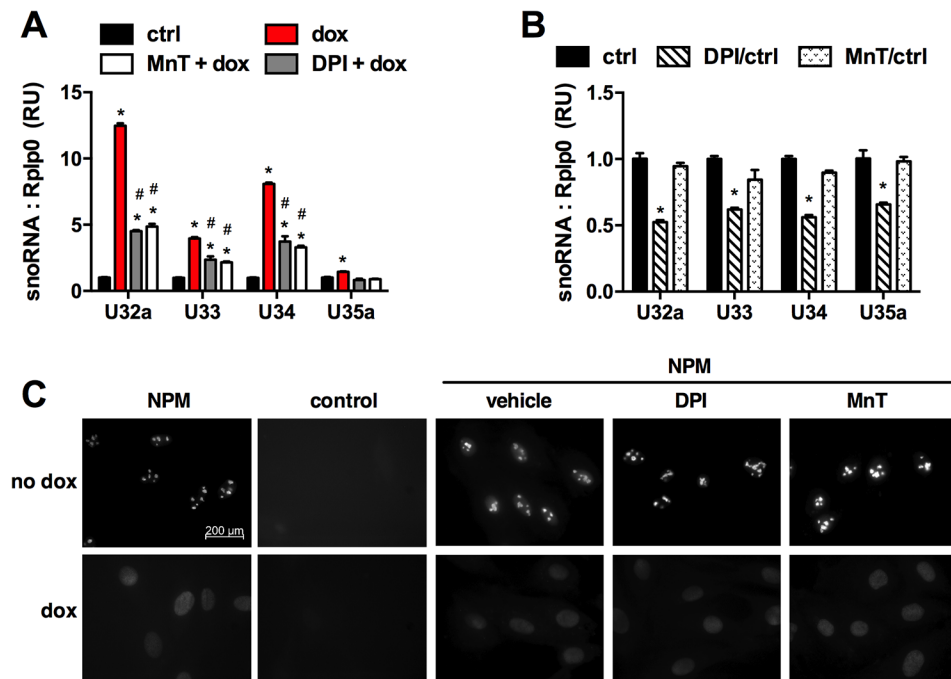 A
ctrl
dox
MnT + dox
DPI + dox
snoRNA : Rplp0 (RU)
15
10
5
0
* # * # *
* # * # *
* # * # *
*
U32a U33 U34 U35a
B
ctrl
DPI/ctrl
MnT/ctrl
snoRNA : Rplp0 (RU)
1.5
1.0
0.5
0.0
* * * *
U32a U33 U34 U35a
C
NPM
NPM control vehicle DPI MnT
no dox
200 µm
dox